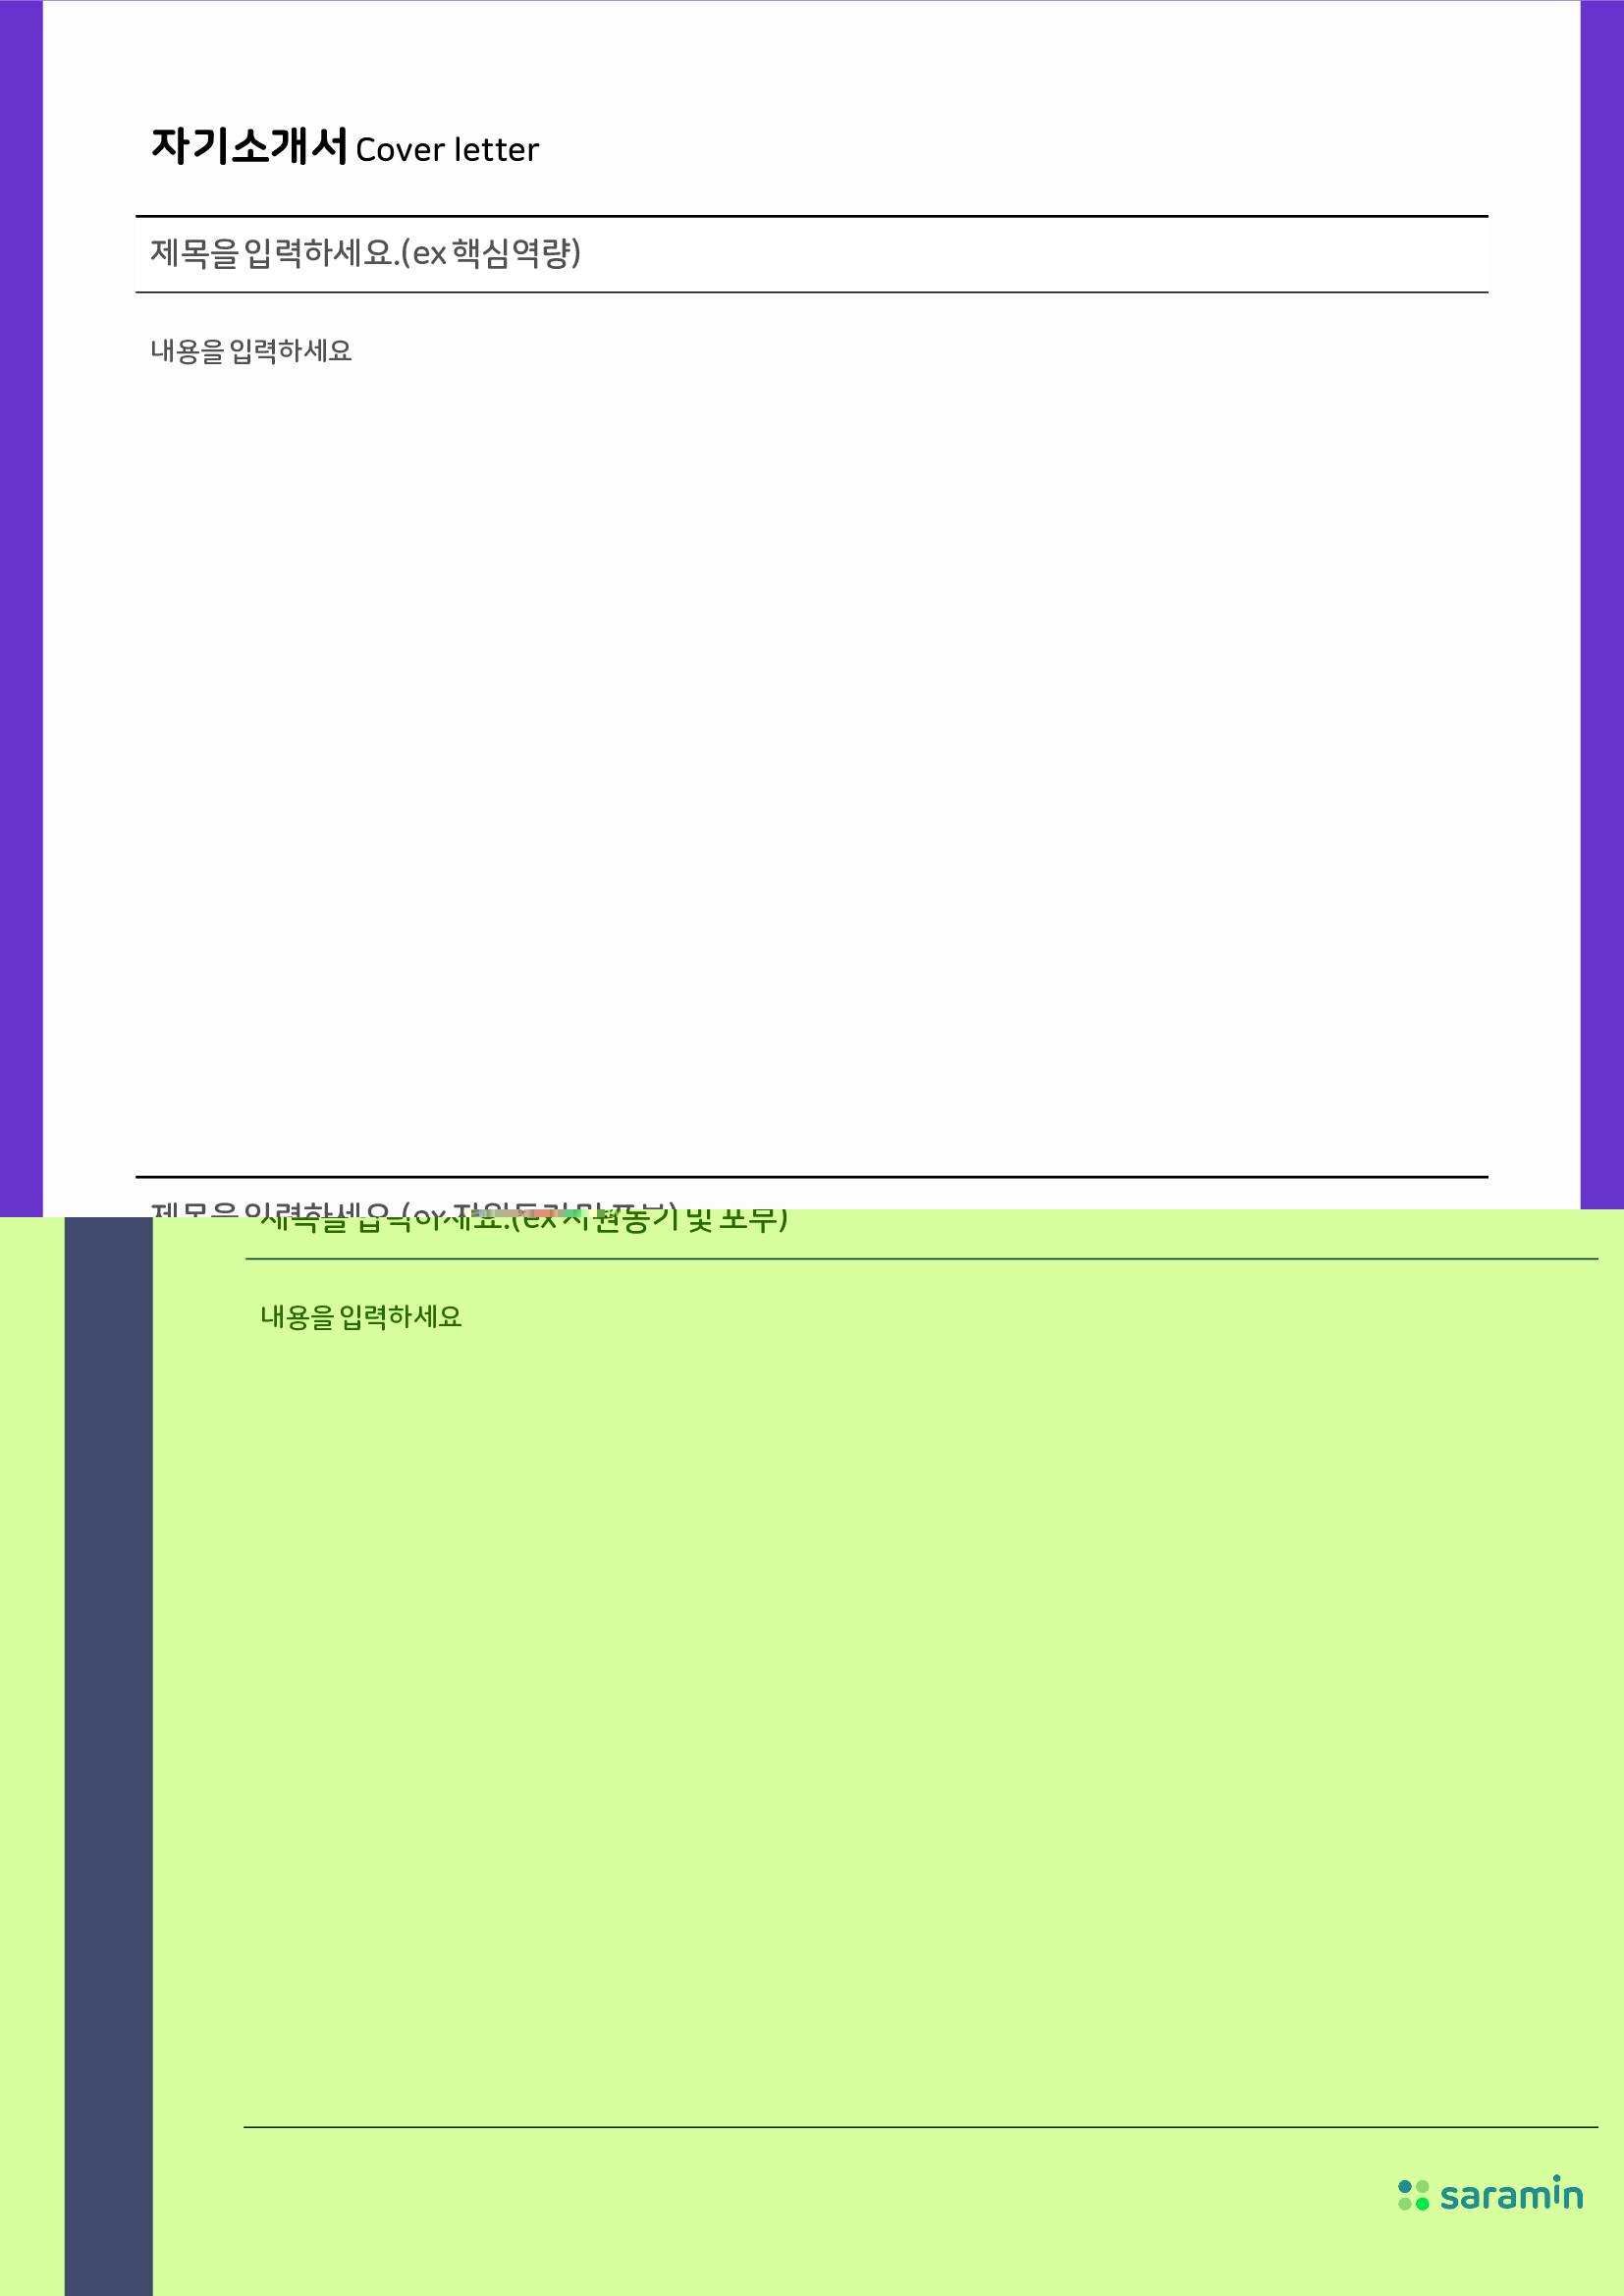 자기소개서 Cover letter
제목을 입력하세요.(ex 핵심역량)
내용을 입력하세요
제목을 입력하세요.(ex 지원동기 및 포부)
내용을 입력하세요
saramin